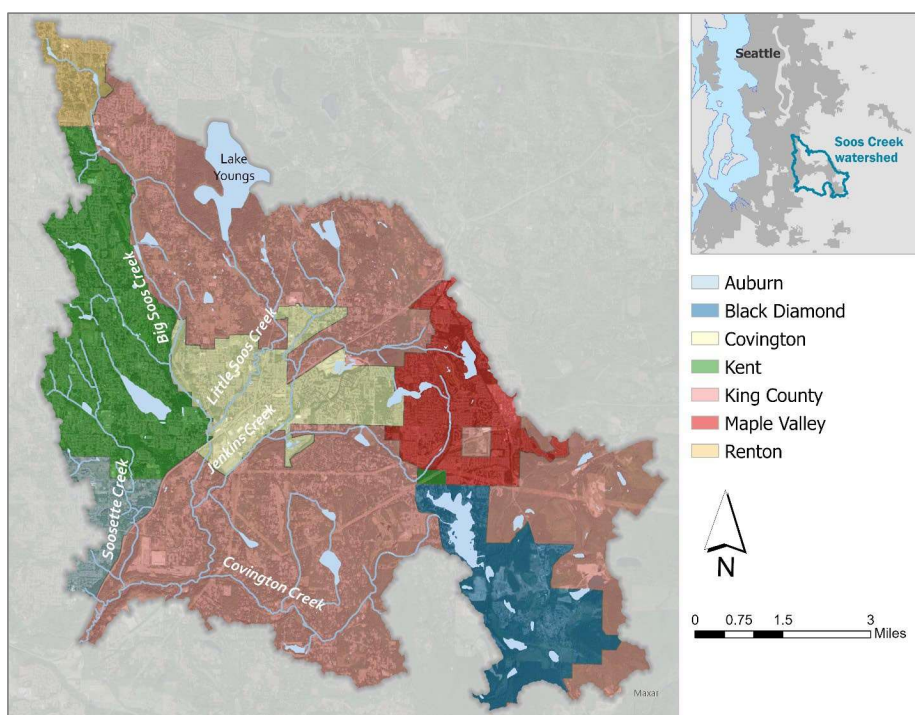 Lake
Youngs
Big Soos Creek
Little Soos Creek
Jenkins Creek
Soosette Creek
Covington Creek
Maxar
Seattle
Soos Creek
watershed
Auburn
Black Diamond
Covington
Kent
King County
Maple Valley
Renton
N
0 0.75 1.5 3
Miles